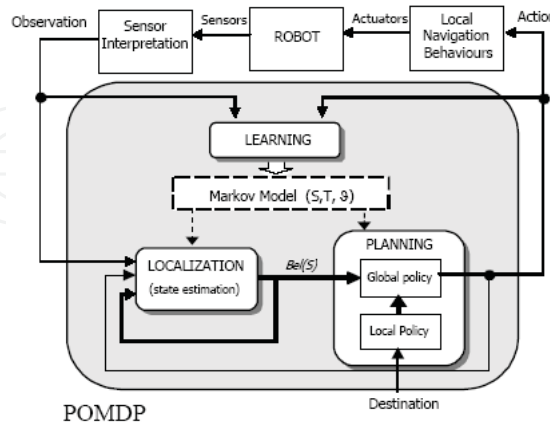 Observation
Sensor
Interpretation
Sensors
ROBOT
Actuators
Local
Navigation
Behaviours
Action
LEARNING
Markov Model (S,T, ϑ)
LOCALIZATION
(state estimation)
Bel(S)
PLANNING
Global policy
Local Policy
Destination
POMDP